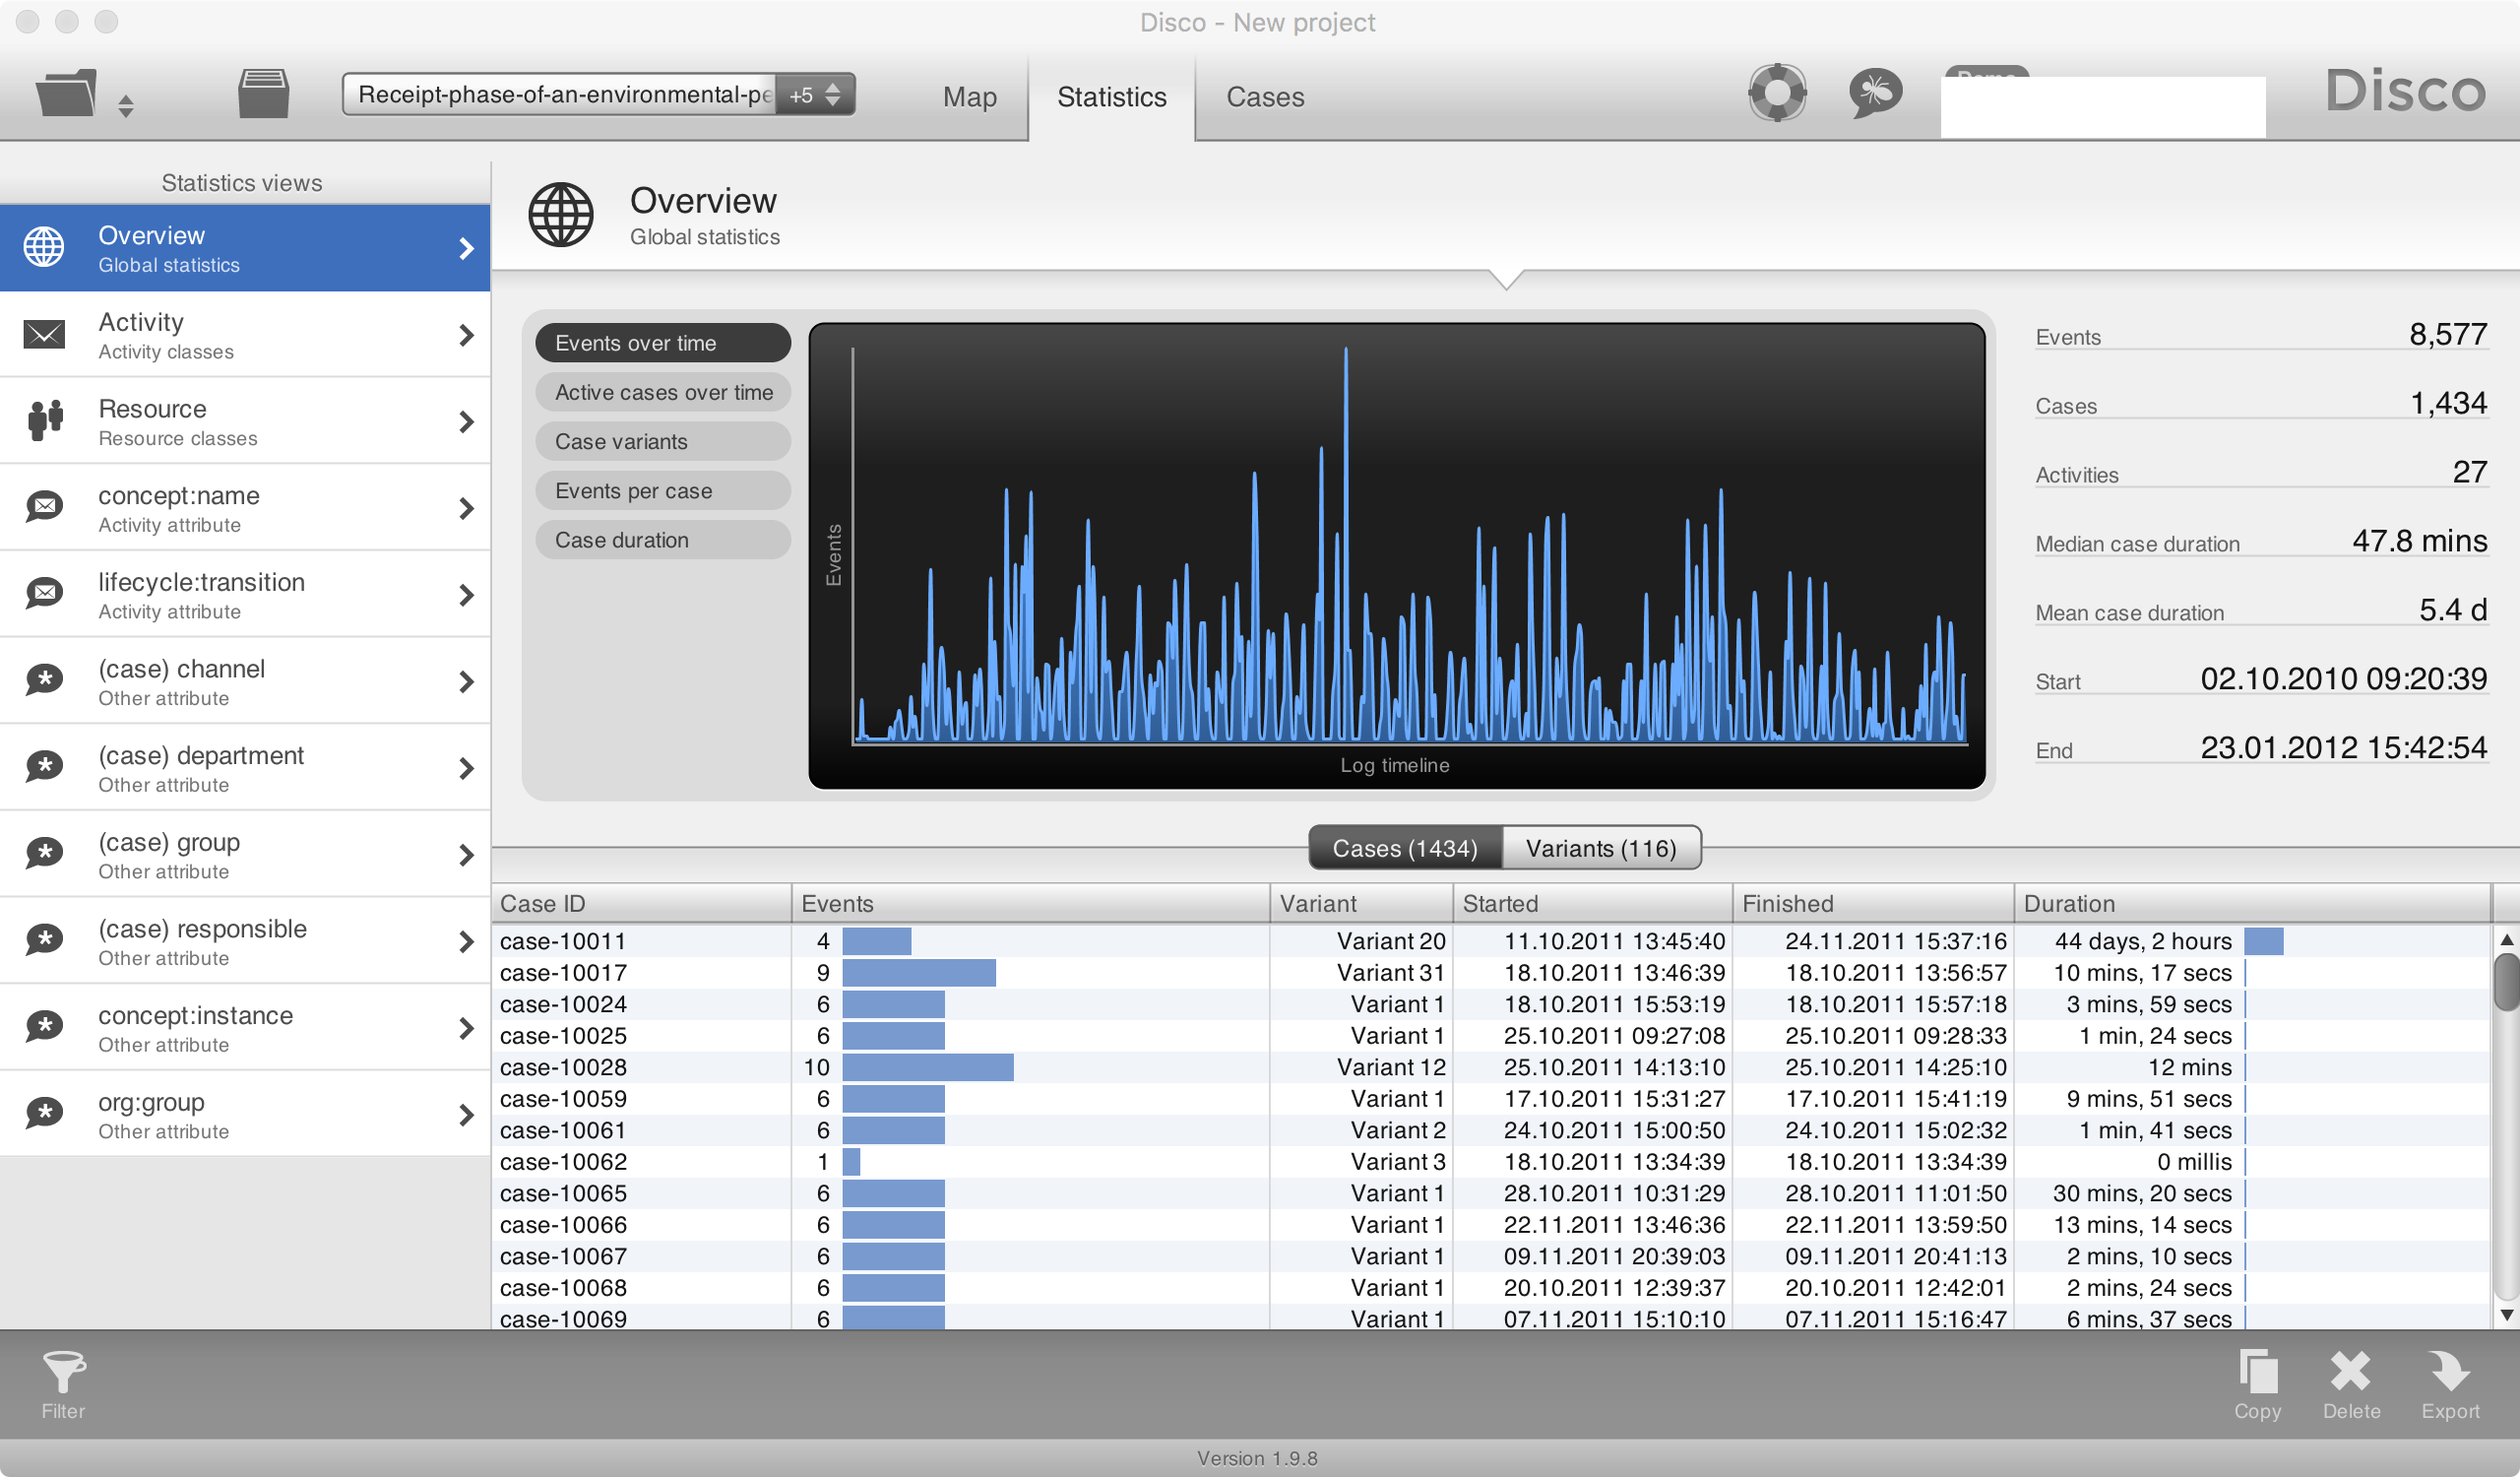 Disco - New project
Receipt-phase-of-an-environmental-pe +5
Map
Statistics
Cases
Disco
Statistics views
Overview
Global statistics
Activity
Activity classes
Resource
Resource classes
concept:name
Activity attribute
lifecycle:transition
Activity attribute
(case) channel
Other attribute
(case) department
Other attribute
(case) group
Other attribute
(case) responsible
Other attribute
concept:instance
Other attribute
org:group
Other attribute
Overview
Global statistics
Events over time
Active cases over time
Case variants
Events per case
Case duration
Events
Log timeline
Events 8,577
Cases 1,434
Activities 27
Median case duration 47.8 mins
Mean case duration 5.4 d
Start 02.10.2010 09:20:39
End 23.01.2012 15:42:54
Cases (1434) Variants (116)
Case ID Events Variant Started Finished Duration
case-10011 4 Variant 20 11.10.2011 13:45:40 24.11.2011 15:37:16 44 days, 2 hours
case-10017 9 Variant 31 18.10.2011 13:46:39 18.10.2011 13:56:57 10 mins, 17 secs
case-10024 6 Variant 1 18.10.2011 15:53:19 18.10.2011 15:57:18 3 mins, 59 secs
case-10025 6 Variant 1 25.10.2011 09:27:08 25.10.2011 09:28:33 1 min, 24 secs
case-10028 10 Variant 12 25.10.2011 14:13:10 25.10.2011 14:25:10 12 mins
case-10059 6 Variant 1 17.10.2011 15:31:27 17.10.2011 15:41:19 9 mins, 51 secs
case-10061 6 Variant 2 24.10.2011 15:00:50 24.10.2011 15:02:32 1 min, 41 secs
case-10062 1 Variant 3 18.10.2011 13:34:39 18.10.2011 13:34:39 0 millis
case-10065 6 Variant 1 28.10.2011 10:31:29 28.10.2011 11:01:50 30 mins, 20 secs
case-10066 6 Variant 1 22.11.2011 13:46:36 22.11.2011 13:59:50 13 mins, 14 secs
case-10067 6 Variant 1 09.11.2011 20:39:03 09.11.2011 20:41:13 2 mins, 10 secs
case-10068 6 Variant 1 20.10.2011 12:39:37 20.10.2011 12:42:01 2 mins, 24 secs
case-10069 6 Variant 1 07.11.2011 15:10:10 07.11.2011 15:16:47 6 mins, 37 secs
Filter
Copy
Delete
Export
Version 1.9.8